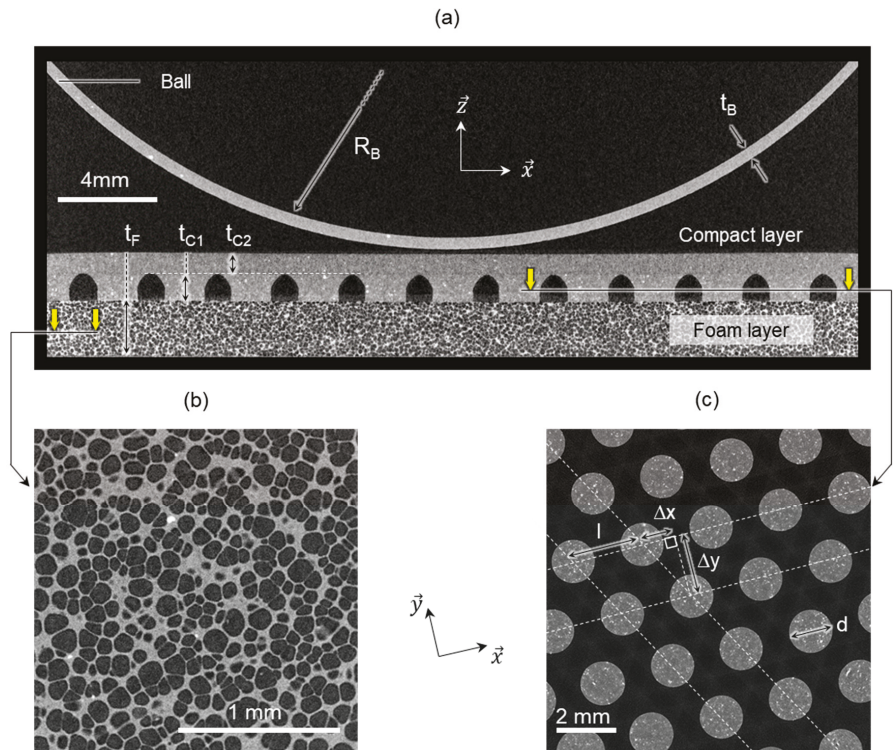 (a)
Ball
t_B
R_B
z⃗
x⃗
4mm
t_F
t_C1
t_C2
Compact layer
Foam layer
(b)
(c)
1 mm
y⃗
x⃗
l
Δx
Δy
d
2 mm